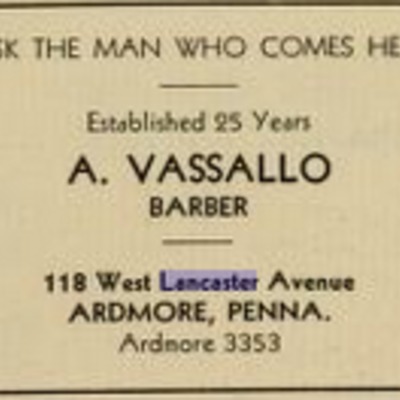 SK THE MAN WHO COMES HE
Established 25 Years
A. VASSALLO
BARBER
118 West Lancaster Avenue
ARDMORE, PENNA.
Ardmore 3353